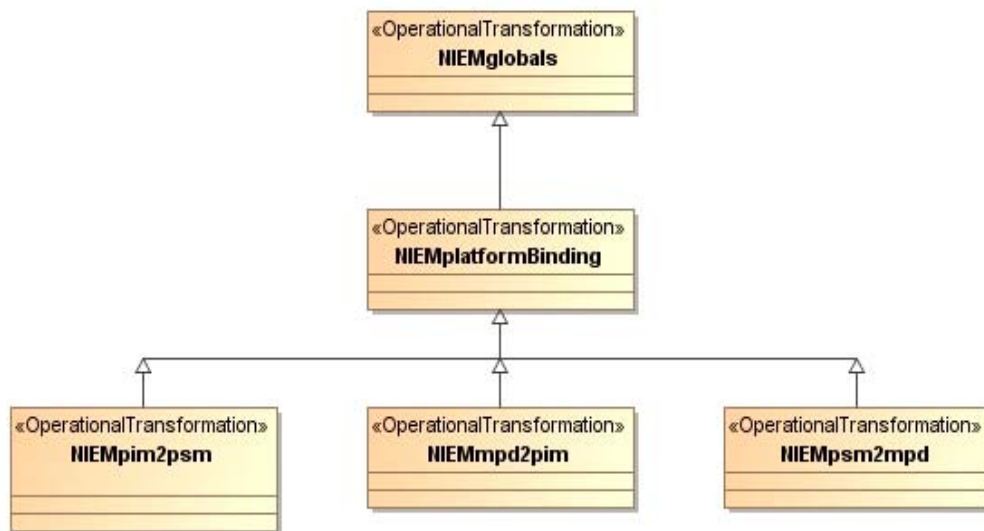 «OperationalTransformation»
NIEMglobals
«OperationalTransformation»
NIEMplatformBinding
«OperationalTransformation»
NIEMpim2psm
«OperationalTransformation»
NIEMmpd2pim
«OperationalTransformation»
NIEMpsm2mpd